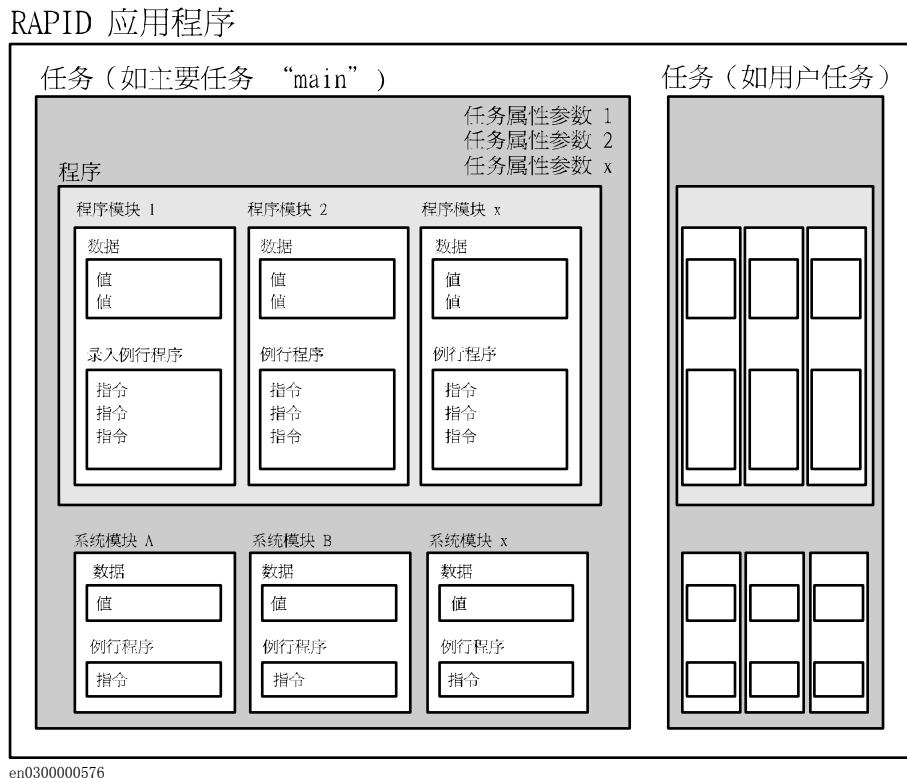 RAPID 应用程序
任务（如主要任务 “main”）
任务（如用户任务）
任务属性参数 1
任务属性参数 2
任务属性参数 x
程序
程序模块 1
程序模块 2
程序模块 x
数据
数据
数据
值
值
值
值
值
值
录入例行程序
例行程序
例行程序
指令
指令
指令
指令
指令
指令
指令
指令
指令
系统模块 A
系统模块 B
系统模块 x
数据
数据
数据
值
值
值
例行程序
例行程序
例行程序
指令
指令
指令
en0300000576